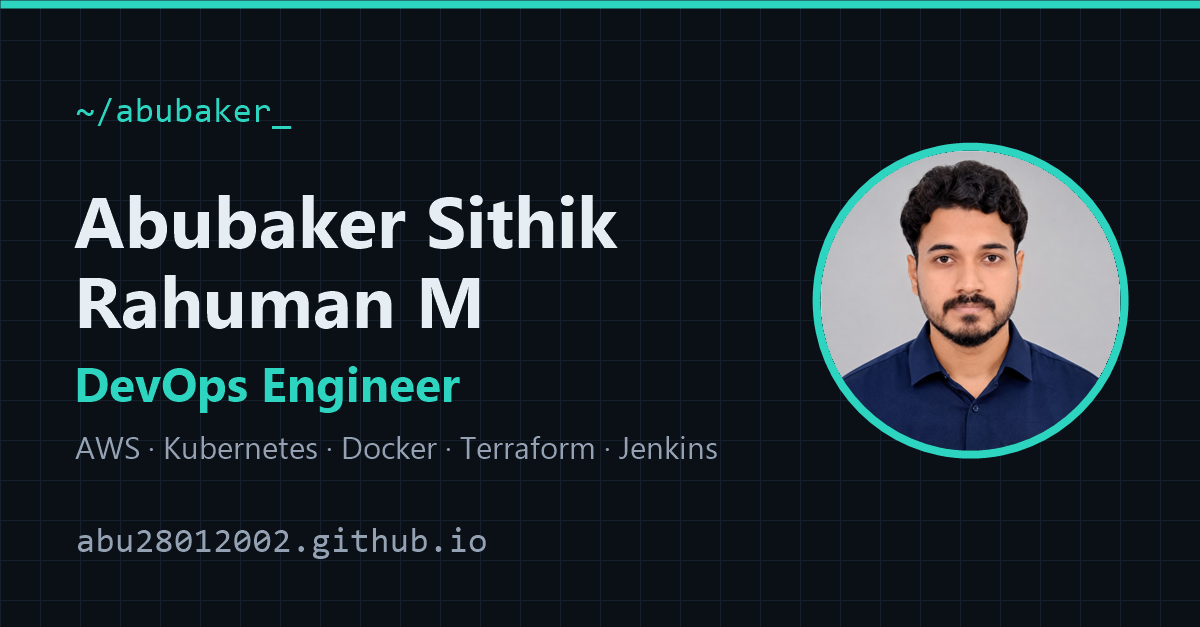 ~/abubaker_
Abubaker Sithik
Rahuman M
DevOps Engineer
AWS · Kubernetes · Docker · Terraform · Jenkins
abu28012002.github.io